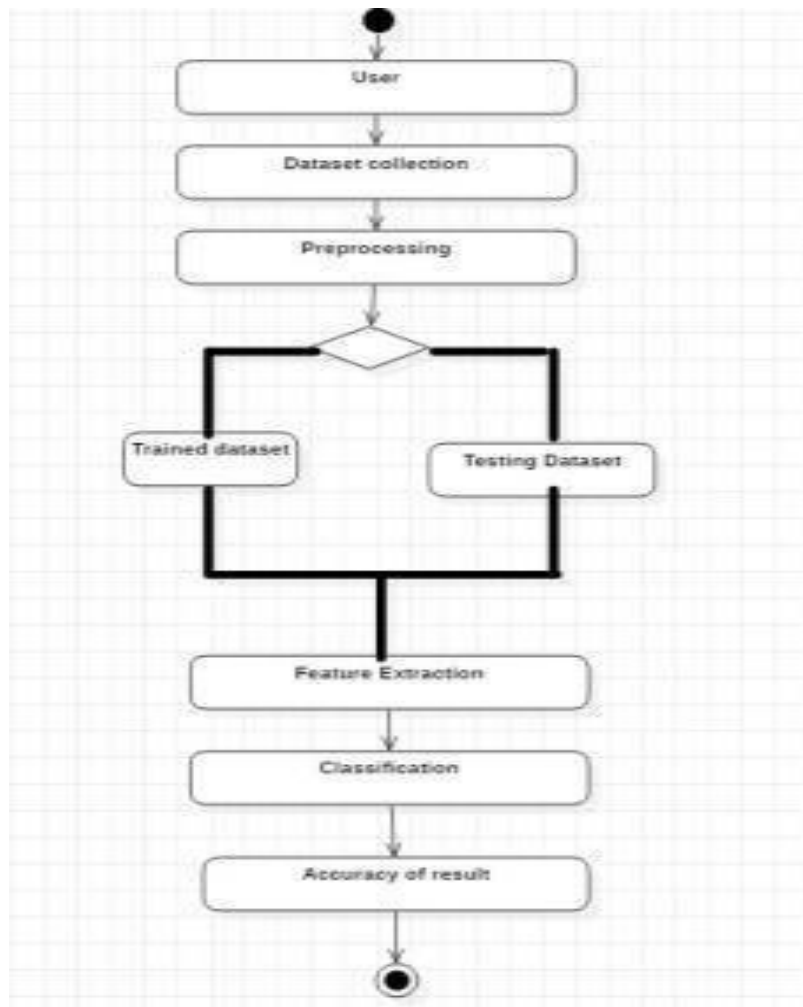 User
Dataset collection
Preprocessing
Trained dataset
Testing Dataset
Feature Extraction
Classification
Accuracy of result